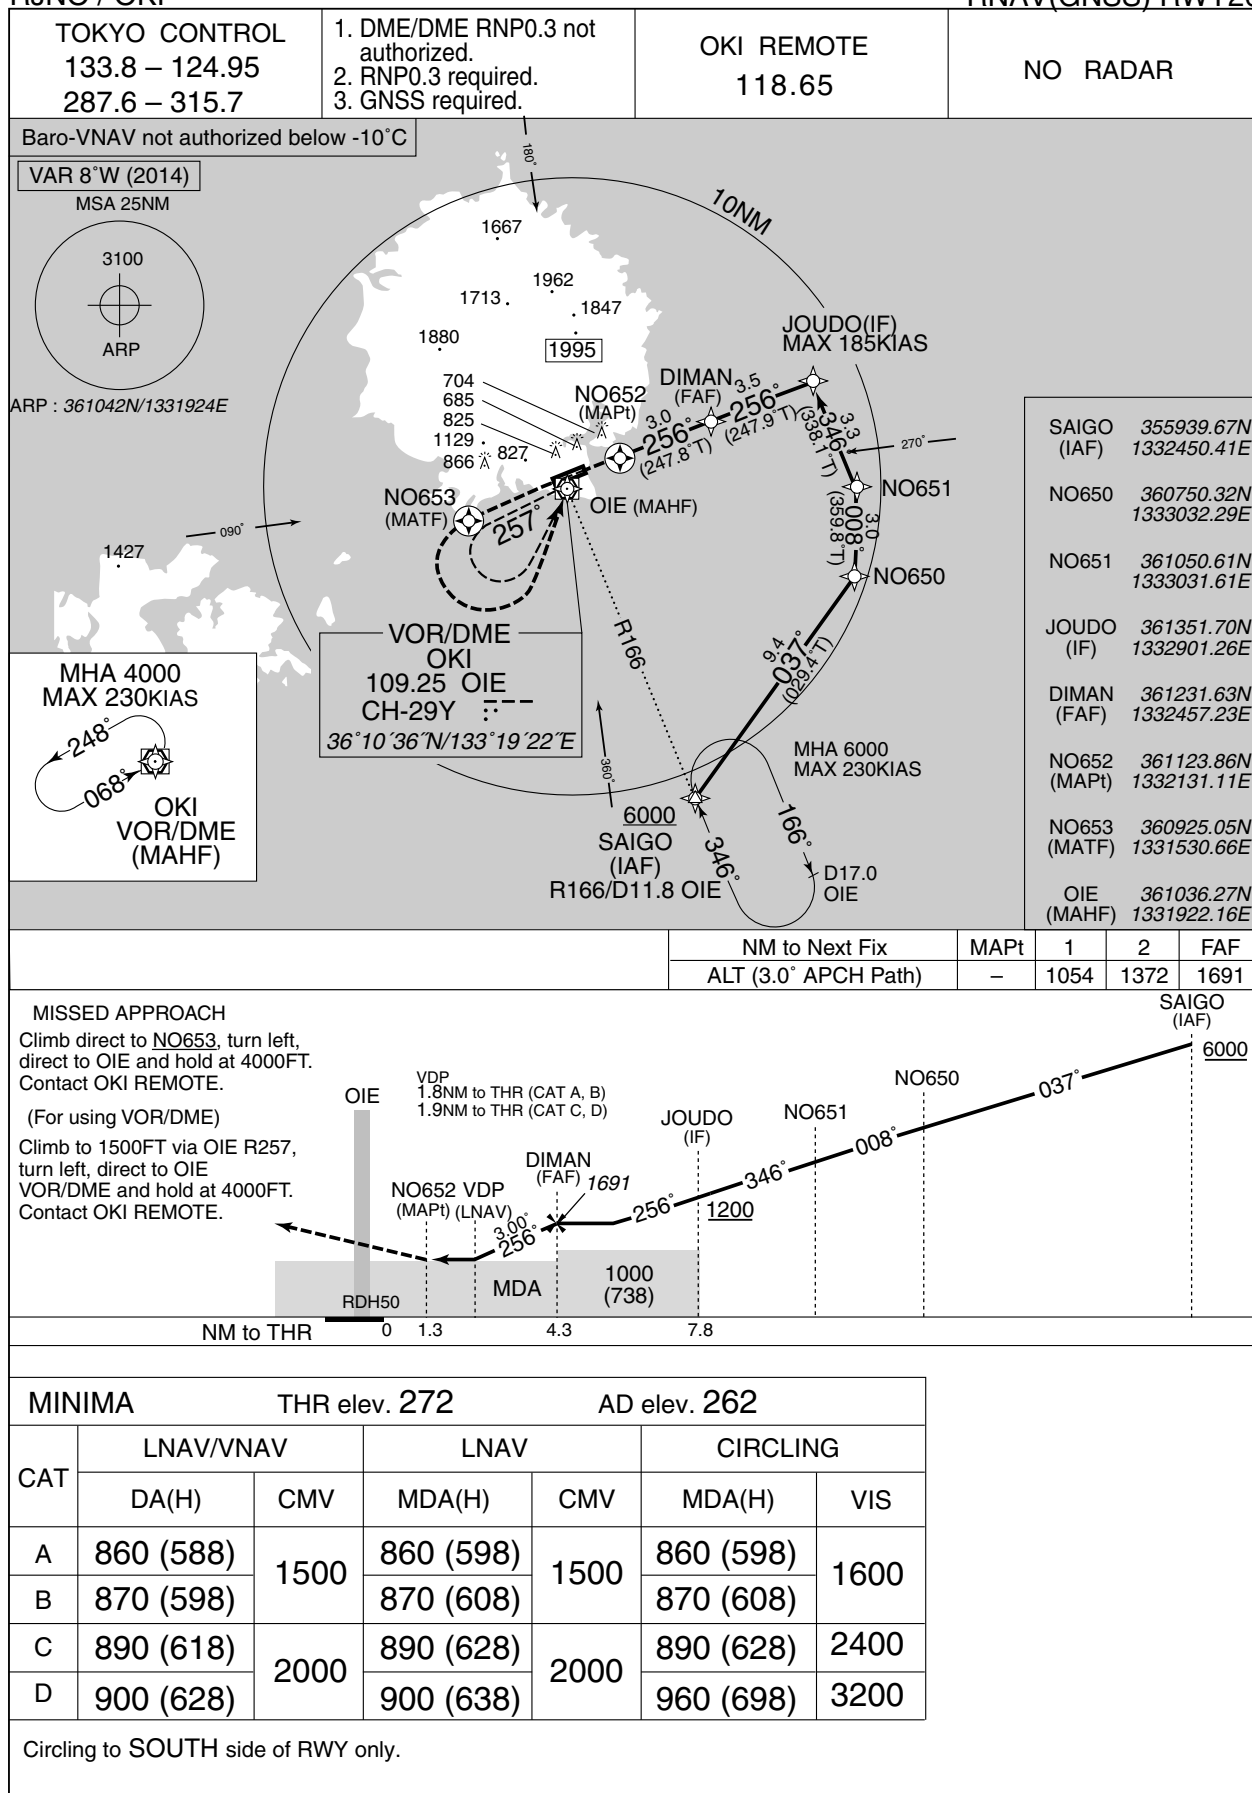 RJNO / OKI
RNAV(GNSS) RWY26
TOKYO CONTROL
133.8 – 124.95
287.6 – 315.7
1. DME/DME RNP0.3 not
authorized.
2. RNP0.3 required.
3. GNSS required.
OKI REMOTE
118.65
NO RADAR
Baro-VNAV not authorized below -10˚C
VAR 8˚W (2014)
MSA 25NM
3100
ARP
ARP : 361042N/1331924E
180˚
10NM
1667
1962
1713
1847
1880
1995
704
685
825
1129
827
866
NO652
(MAPt)
DIMAN
(FAF)
JOUDO(IF)
MAX 185KIAS
3.5
256˚
(247.9˚T)
3.0
256˚
(247.8˚T)
3.3
346˚
(338.1˚T)
270˚
NO651
3.0
008˚
(359.8˚T)
NO650
NO653
(MATF)
257˚
OIE (MAHF)
090˚
1427
R166
9.4
037˚
(029.4˚T)
VOR/DME
OKI
109.25 OIE
CH-29Y
36˚10´36˝N/133˚19´22˝E
360˚
MHA 4000
MAX 230KIAS
248˚
068˚
OKI
VOR/DME
(MAHF)
MHA 6000
MAX 230KIAS
6000
SAIGO
(IAF)
R166/D11.8 OIE
166˚
346˚
D17.0
OIE
SAIGO 355939.67N
(IAF) 1332450.41E
NO650 360750.32N
1333032.29E
NO651 361050.61N
1333031.61E
JOUDO 361351.70N
(IF) 1332901.26E
DIMAN 361231.63N
(FAF) 1332457.23E
NO652 361123.86N
(MAPt) 1332131.11E
NO653 360925.05N
(MATF) 1331530.66E
OIE 361036.27N
(MAHF) 1331922.16E
NM to Next Fix MAPt 1 2 FAF
ALT (3.0˚ APCH Path) – 1054 1372 1691
MISSED APPROACH
Climb direct to NO653, turn left,
direct to OIE and hold at 4000FT.
Contact OKI REMOTE.
(For using VOR/DME)
Climb to 1500FT via OIE R257,
turn left, direct to OIE
VOR/DME and hold at 4000FT.
Contact OKI REMOTE.
OIE
VDP
1.8NM to THR (CAT A, B)
1.9NM to THR (CAT C, D)
NO652 VDP
(MAPt) (LNAV)
DIMAN
(FAF)
1691
3.00˚
256˚
JOUDO
(IF)
256˚
1200
346˚
NO651
008˚
NO650
037˚
SAIGO
(IAF)
6000
MDA
1000
(738)
RDH50
NM to THR 0 1.3 4.3 7.8
MINIMA THR elev. 272 AD elev. 262
CAT LNAV/VNAV LNAV CIRCLING
DA(H) CMV MDA(H) CMV MDA(H) VIS
A 860 (588) 1500 860 (598) 1500 860 (598) 1600
B 870 (598) 870 (608) 870 (608)
C 890 (618) 2000 890 (628) 2000 890 (628) 2400
D 900 (628) 900 (638) 960 (698) 3200
Circling to SOUTH side of RWY only.